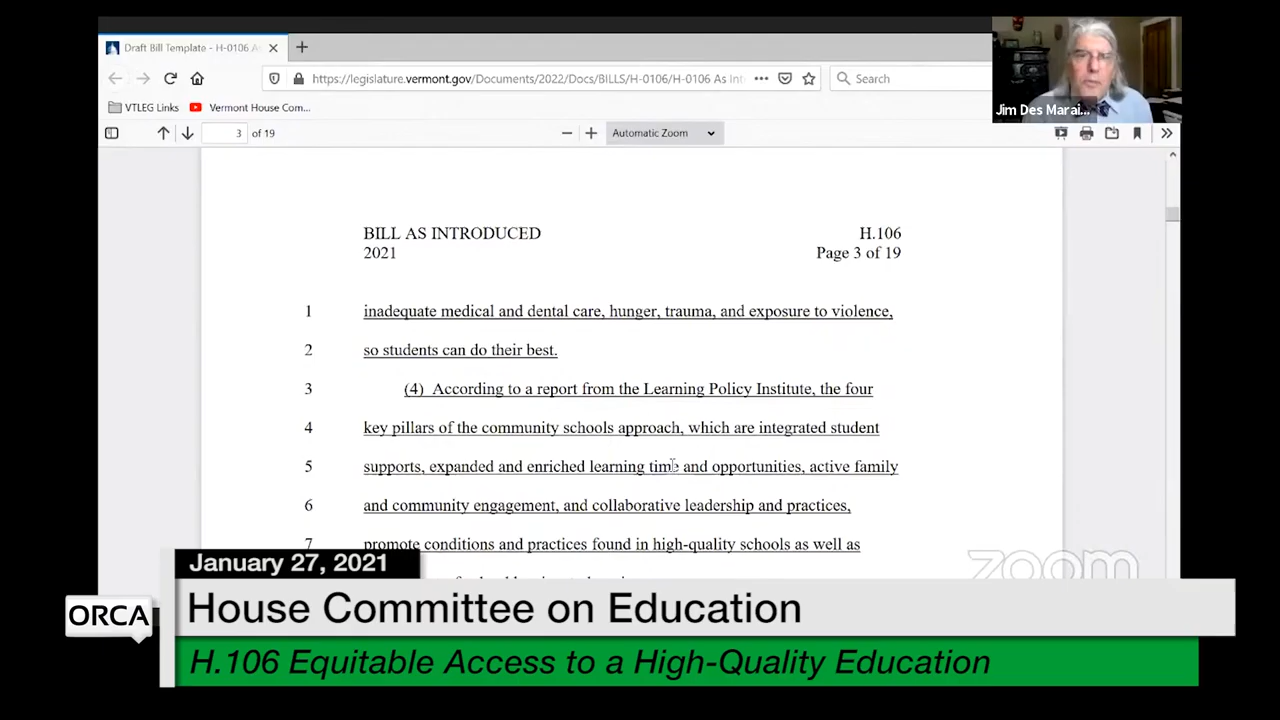 Draft Bill Template - H-0106 As
https://legislature.vermont.gov/Documents/2022/Docs/BILLS/H-0106/H-0106 As Int
Search
VTLEG Links
Vermont House Com...
3 of 19
Automatic Zoom
Jim Des Marai...
BILL AS INTRODUCED H.106
2021 Page 3 of 19
1 inadequate medical and dental care, hunger, trauma, and exposure to violence,
2 so students can do their best.
3 (4) According to a report from the Learning Policy Institute, the four
4 key pillars of the community schools approach, which are integrated student
5 supports, expanded and enriched learning time and opportunities, active family
6 and community engagement, and collaborative leadership and practices,
7 promote conditions and practices found in high-quality schools as well as
zoom
January 27, 2021
ORCA
House Committee on Education
H.106 Equitable Access to a High-Quality Education